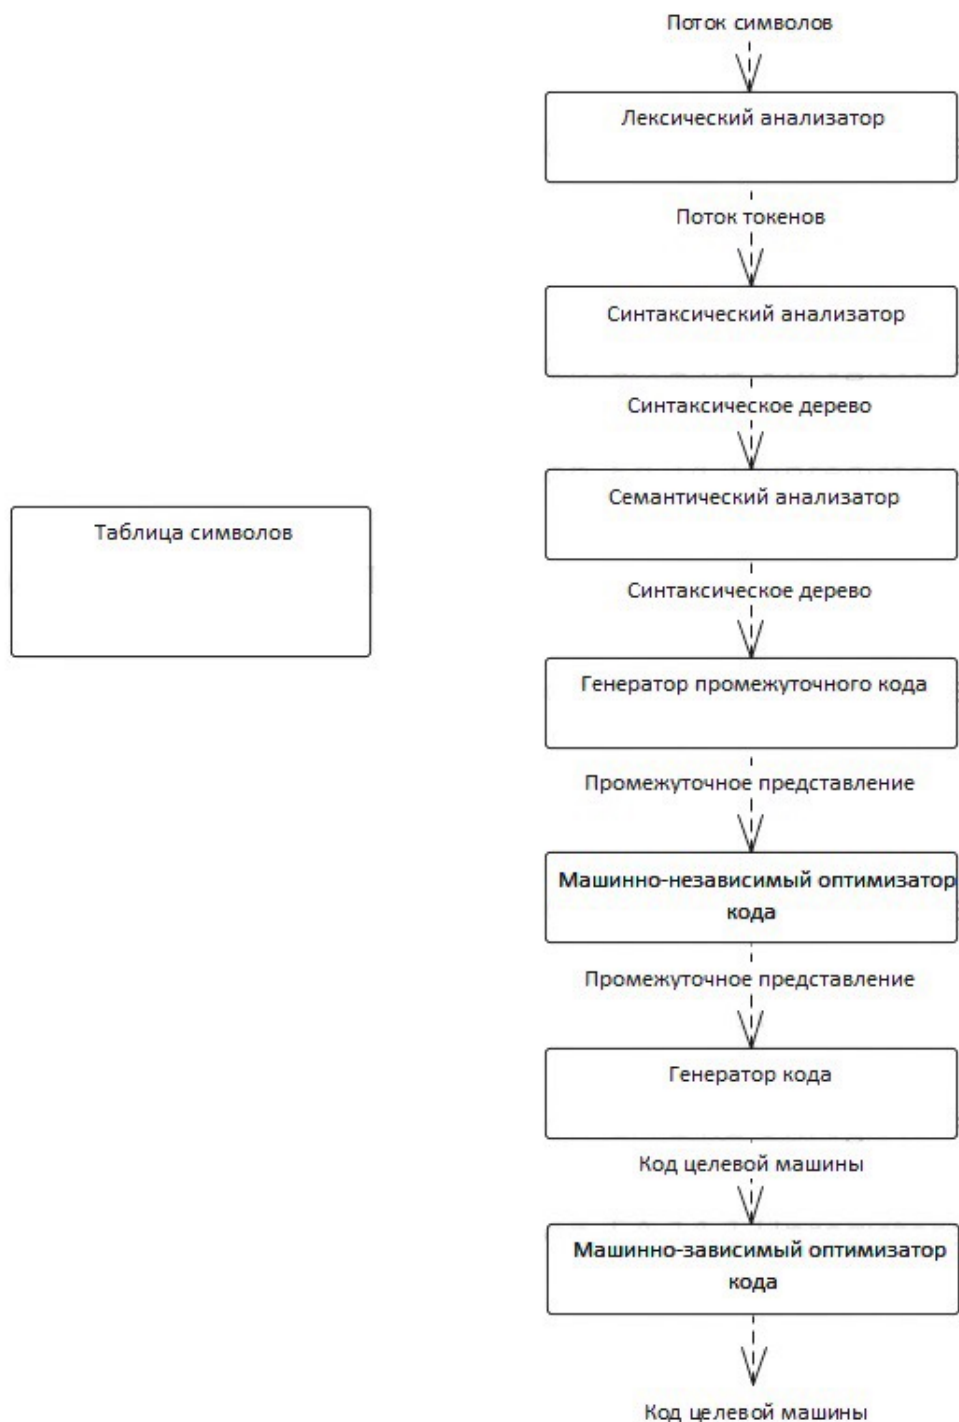 Поток символов
Лексический анализатор
Поток токенов
Синтаксический анализатор
Синтаксическое дерево
Семантический анализатор
Таблица символов
Синтаксическое дерево
Генератор промежуточного кода
Промежуточное представление
Машинно-независимый оптимизатор
кода
Промежуточное представление
Генератор кода
Код целевой машины
Машинно-зависимый оптимизатор
кода
Код целевой машины